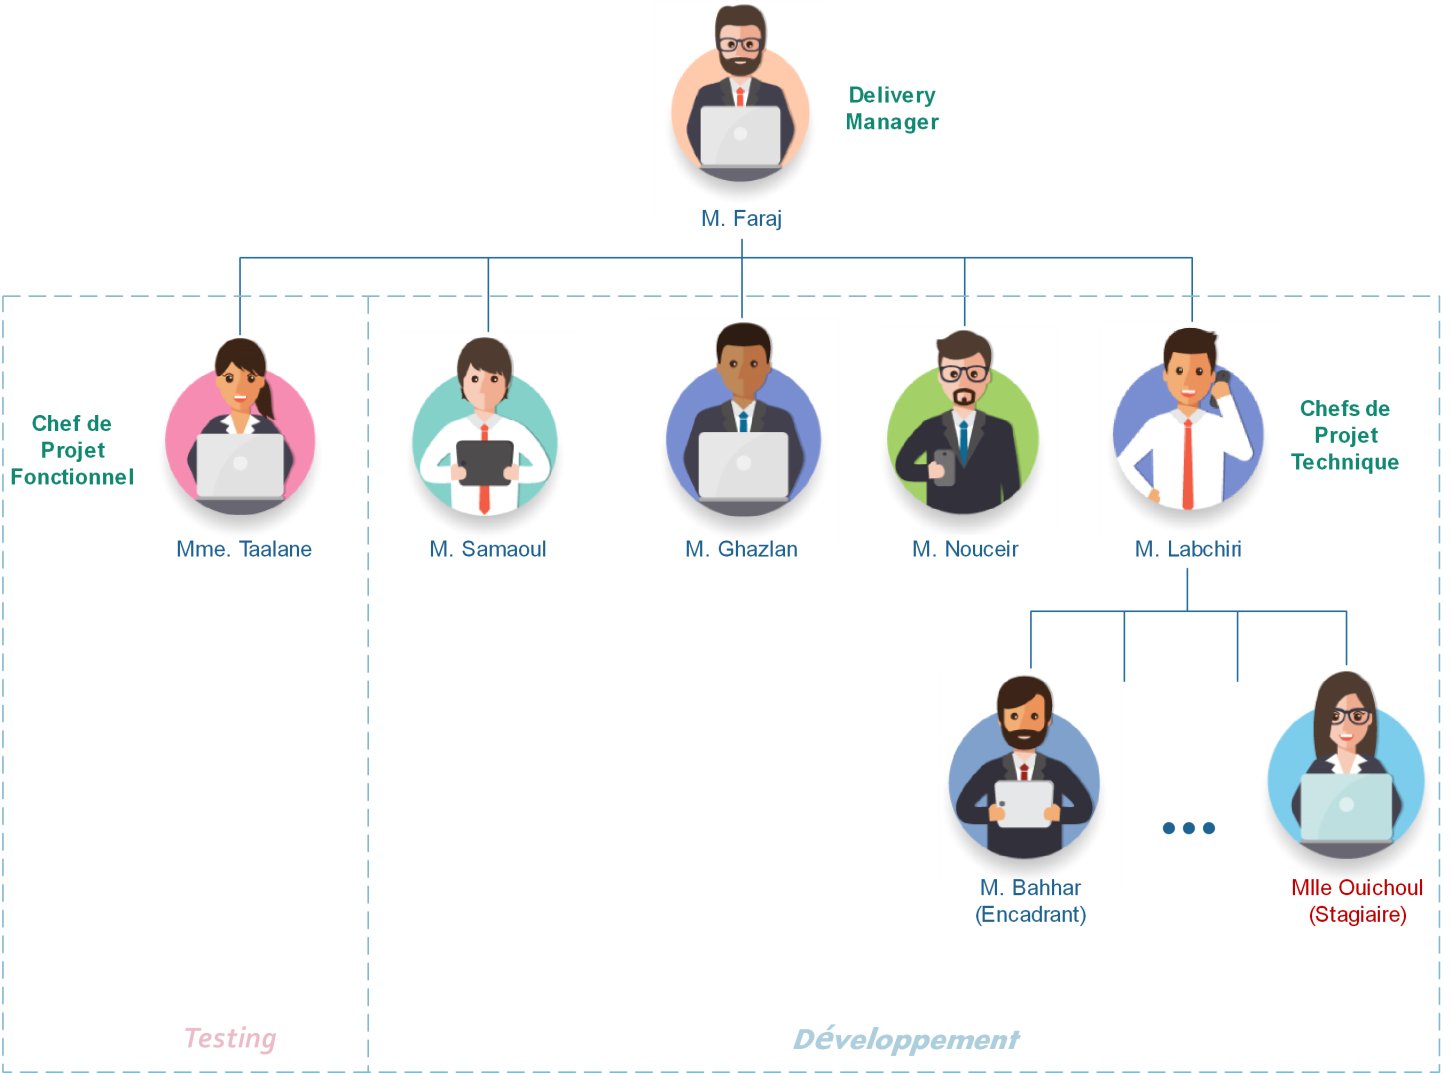 Delivery
Manager
M. Faraj
Chef de
Projet
Fonctionnel
Chefs de
Projet
Technique
Mme. Taalane
M. Samaoul
M. Ghazlan
M. Nouceir
M. Labchiri
M. Bahhar
(Encadrant)
Mlle Ouichoul
(Stagiaire)
Testing
Développement